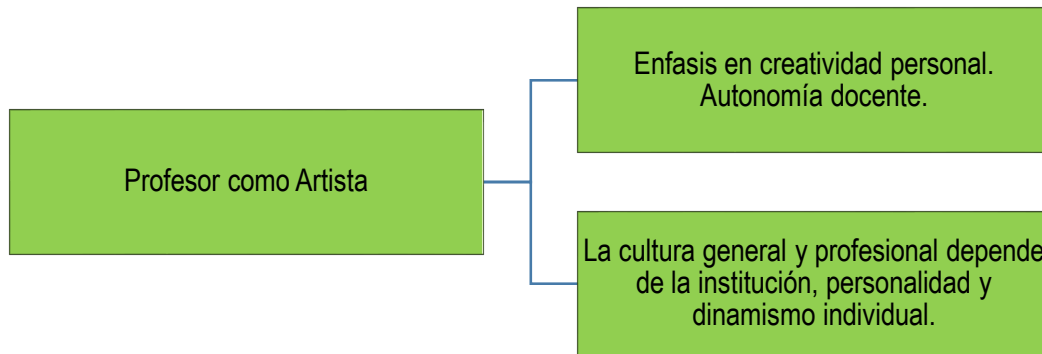 Enfasis en creatividad personal.
Autonomía docente.
Profesor como Artista
La cultura general y profesional depende
de la institución, personalidad y
dinamismo individual.